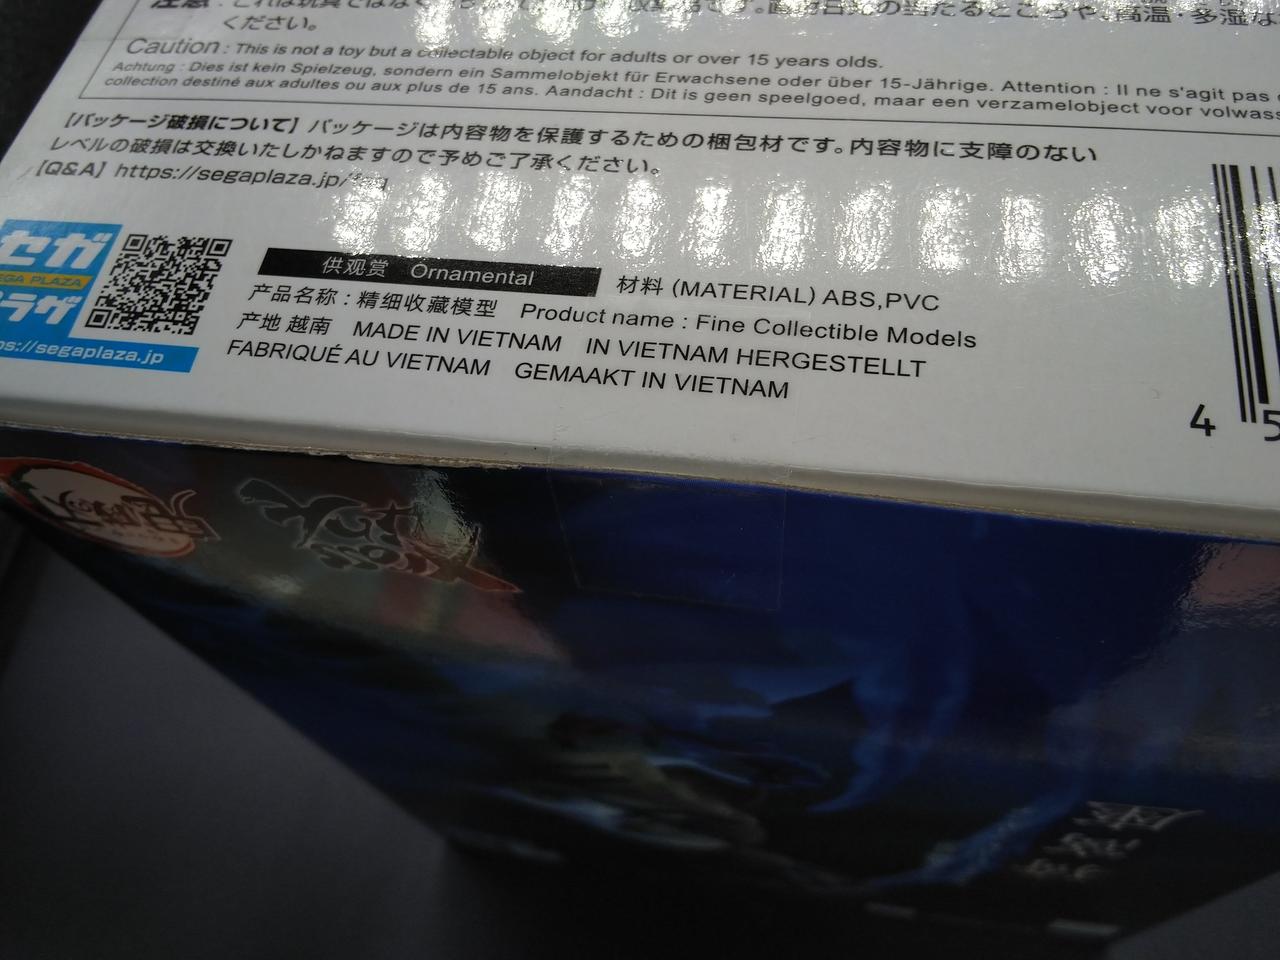 ください。
Caution : This is not a toy but a collectable object for adults or over 15 years olds.
Achtung : Dies ist kein Spielzeug, sondern ein Sammelobjekt für Erwachsene oder über 15-Jährige. Attention : Il ne s'agit pas
collection destiné aux adultes ou aux plus de 15 ans. Aandacht : Dit is geen speelgoed, maar een verzamelobject voor
【パッケージ破損について】パッケージは内容物を保護するための梱包材です。内容物に支障のない
レベルの破損は交換いたしかねますので予めご了承ください。
【Q&A】https://segaplaza.jp/
セガ
SEGA PLAZA
プラザ
https://segaplaza.jp
供观赏 Ornamental 材料 (MATERIAL) ABS,PVC
产品名称 : 精细收藏模型 Product name : Fine Collectible Models
产地 越南 MADE IN VIETNAM IN VIETNAM HERGESTELLT
FABRIQUÉ AU VIETNAM GEMAAKT IN VIETNAM
4 5